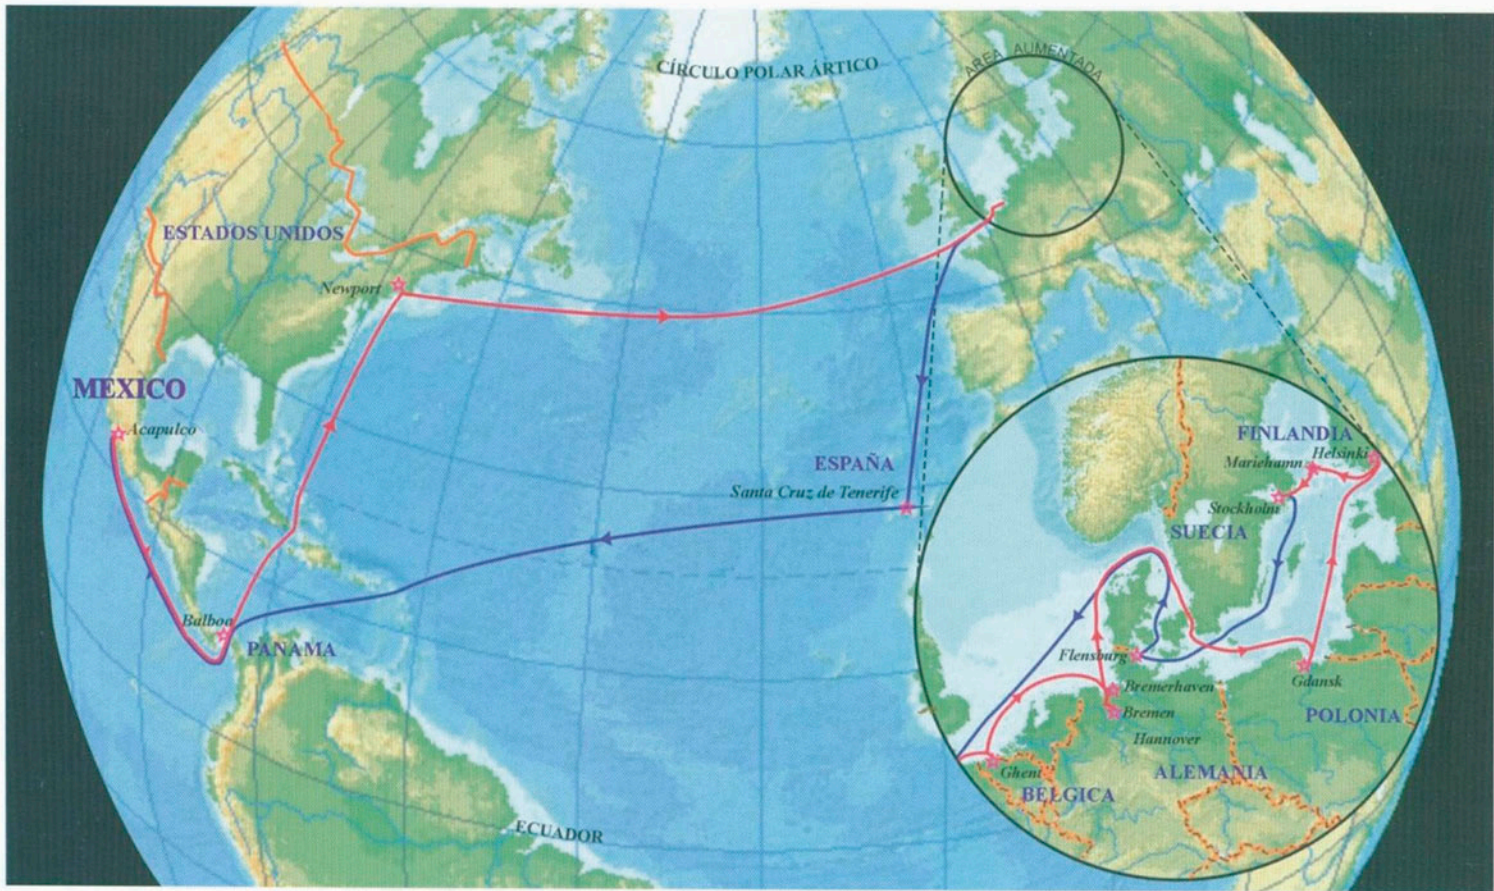 CÍRCULO POLAR ÁRTICO
AREA AUMENTADA
ESTADOS UNIDOS
Newport
MEXICO
Acapulco
ESPAÑA
Santa Cruz de Tenerife
Balboa
PANAMA
ECUADOR
FINLANDIA
Helsinki
Mariehamn
Stockholm
SUECIA
Flensburg
Bremerhaven
Bremen
Hannover
Gdansk
POLONIA
ALEMANIA
Ghent
BELGICA